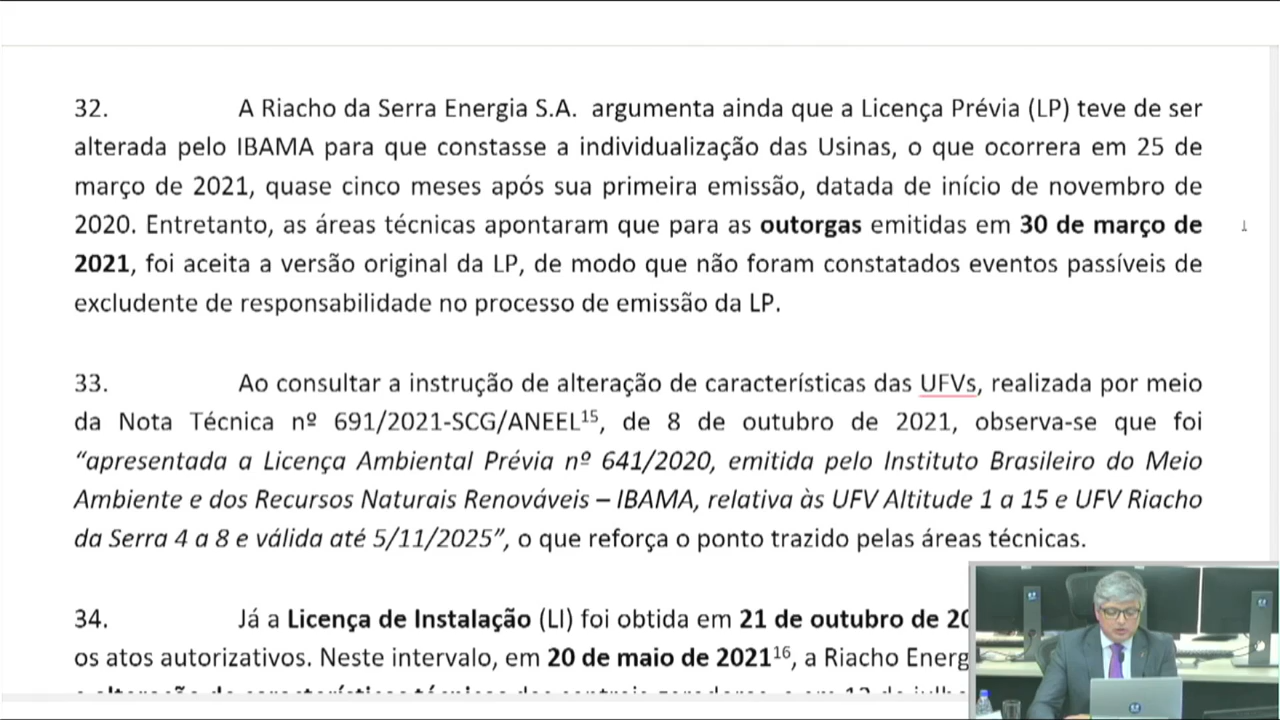 32. A Riacho da Serra Energia S.A. argumenta ainda que a Licença Prévia (LP) teve de ser
alterada pelo IBAMA para que constasse a individualização das Usinas, o que ocorrera em 25 de
março de 2021, quase cinco meses após sua primeira emissão, datada de início de novembro de
2020. Entretanto, as áreas técnicas apontaram que para as outorgas emitidas em 30 de março de
2021, foi aceita a versão original da LP, de modo que não foram constatados eventos passíveis de
excludente de responsabilidade no processo de emissão da LP.
33. Ao consultar a instrução de alteração de características das UFVs, realizada por meio
da Nota Técnica nº 691/2021-SCG/ANEEL15, de 8 de outubro de 2021, observa-se que foi
“apresentada a Licença Ambiental Prévia nº 641/2020, emitida pelo Instituto Brasileiro do Meio
Ambiente e dos Recursos Naturais Renováveis – IBAMA, relativa às UFV Altitude 1 a 15 e UFV Riacho
da Serra 4 a 8 e válida até 5/11/2025”, o que reforça o ponto trazido pelas áreas técnicas.
34. Já a Licença de Instalação (LI) foi obtida em 21 de outubro de 20
os atos autorizativos. Neste intervalo, em 20 de maio de 202116, a Riacho Energ